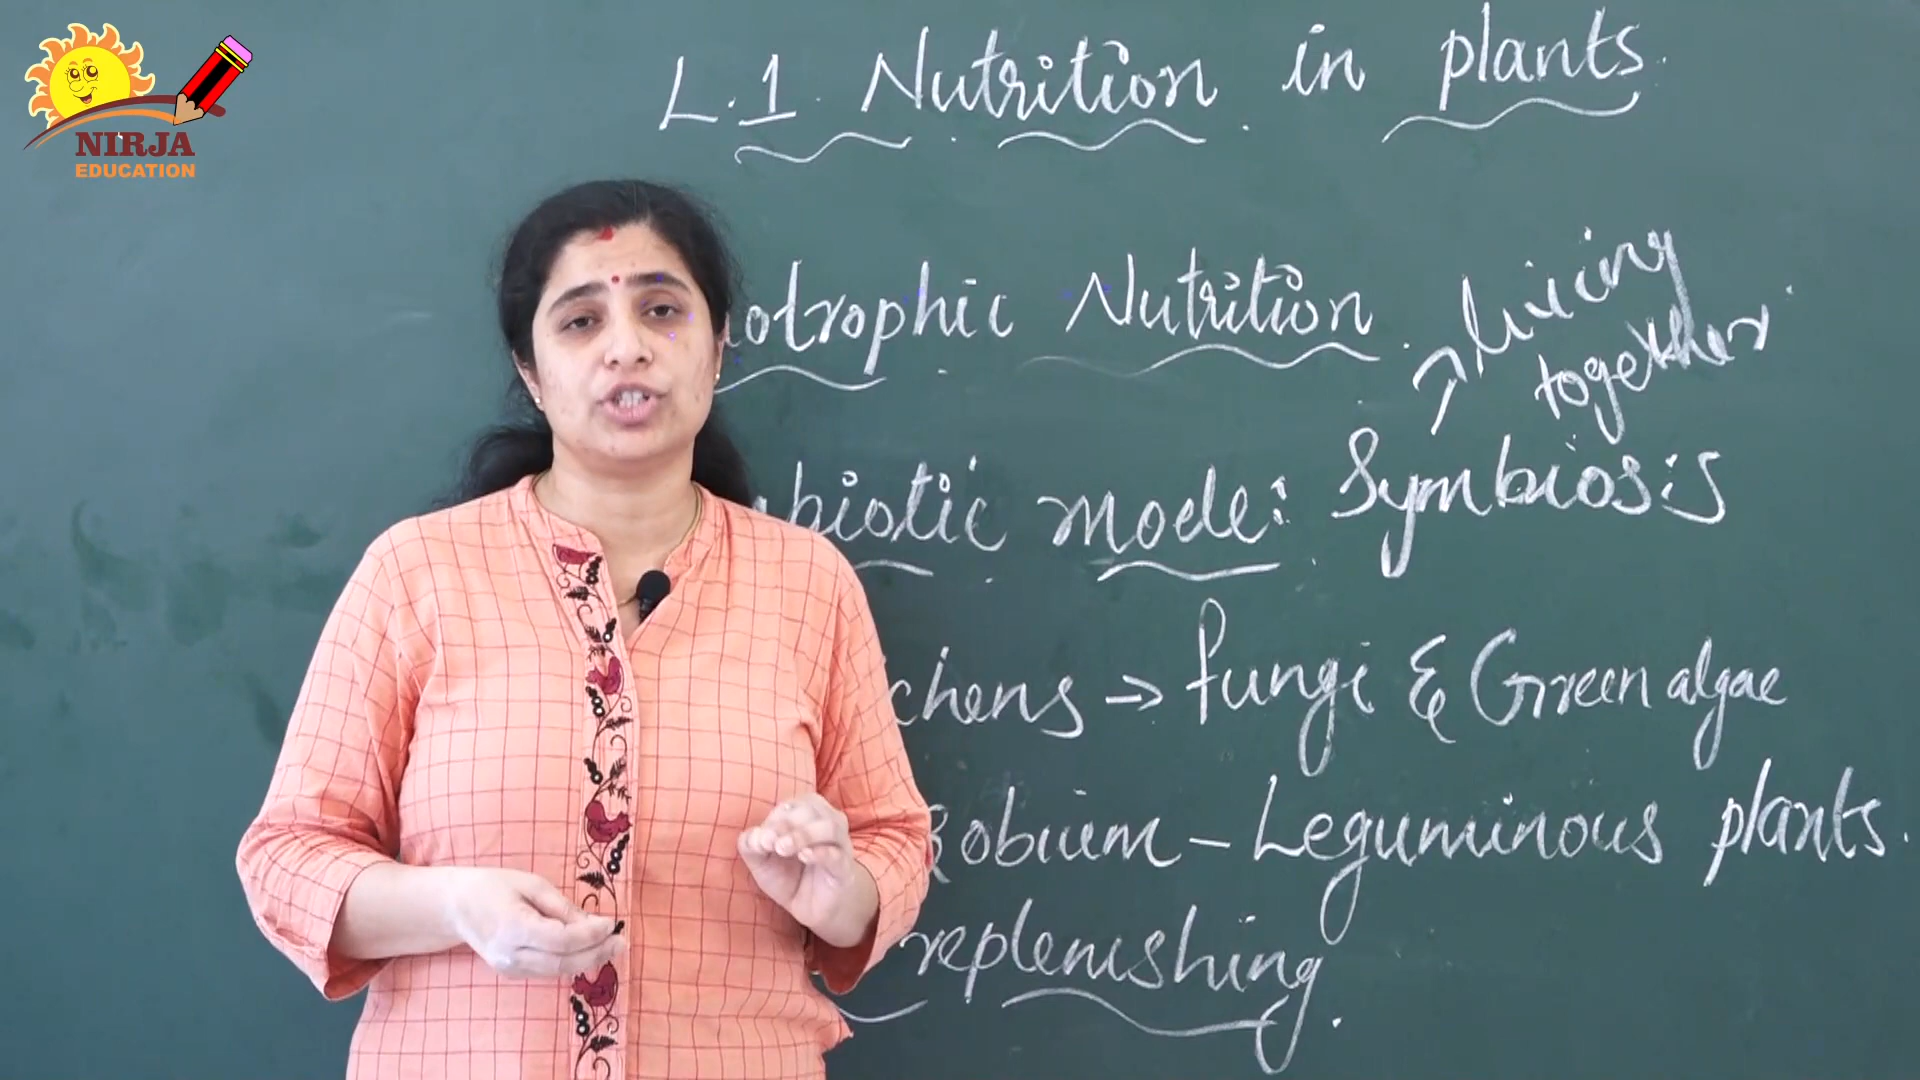 NIRJA
EDUCATION
L.1 Nutrition in plants.
otrophic Nutrition.
living
together
biotic mode: Symbiosis
chens → fungi & Green algae
obium - Leguminous plants.
replenishing.